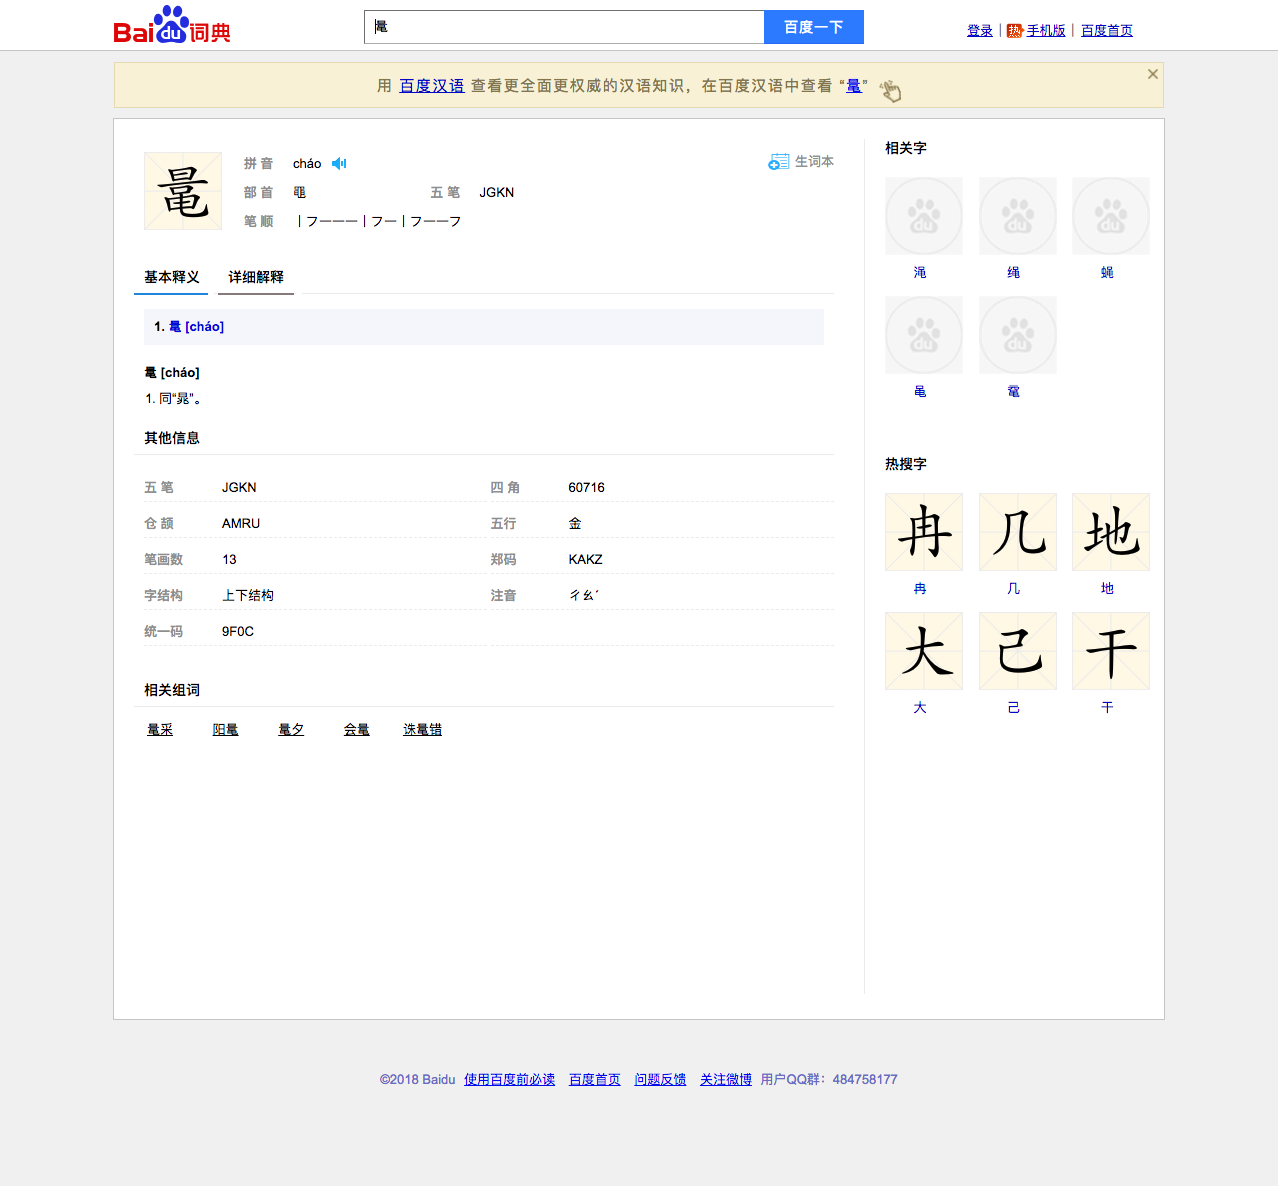 Baidu词典
鼌
百度一下
登录 | 热 手机版 | 百度首页
用 百度汉语 查看更全面更权威的汉语知识，在百度汉语中查看 “鼌”
鼌
拼 音 cháo
生词本
部 首 黾 五 笔 JGKN
笔 顺 丨フ一一一丨フ一丨フ一一フ
基本释义 详细解释
1. 鼌 [cháo]
鼌 [cháo]
1. 同“晁”。
其他信息
五 笔 JGKN 四 角 60716
仓 颉 AMRU 五行 金
笔画数 13 郑码 KAKZ
字结构 上下结构 注音 ㄔㄠˊ
统一码 9F0C
相关组词
鼌采 阳鼌 鼌夕 会鼌 诛鼌错
相关字
du du du
渑 绳 蝇
du du
黾 鼋
热搜字
冉 几 地
冉 几 地
大 己 干
大 己 干
©2018 Baidu 使用百度前必读 百度首页 问题反馈 关注微博 用户QQ群：484758177